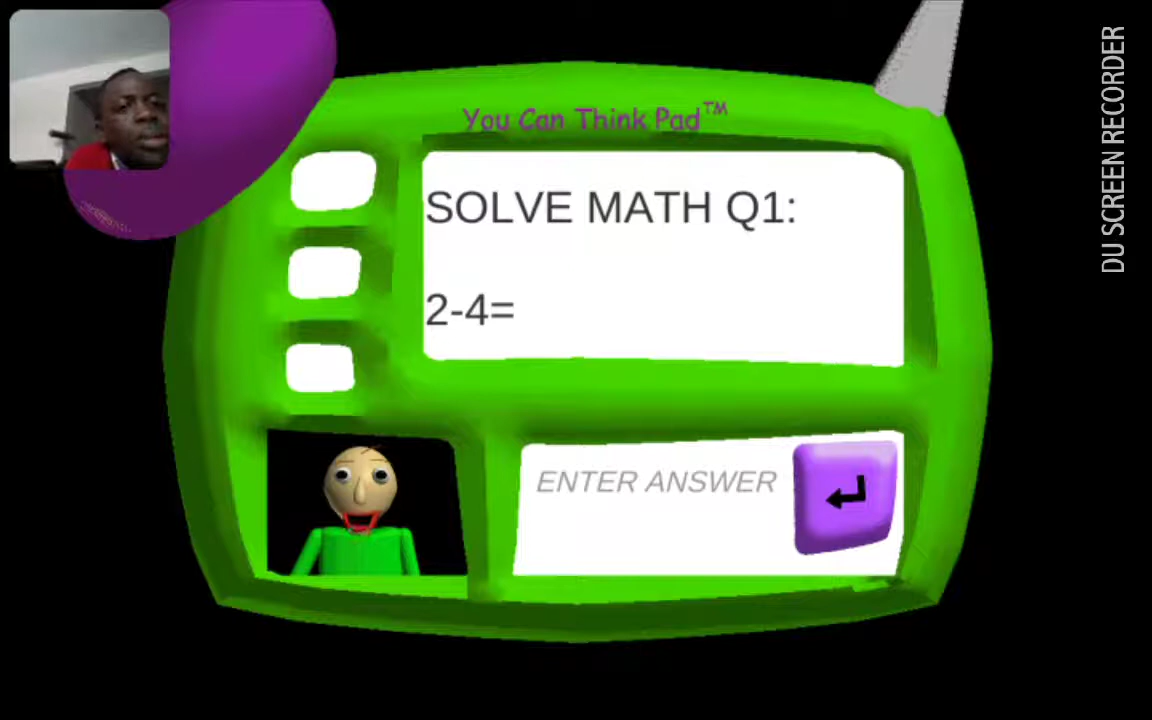 You Can Think Pad™
SOLVE MATH Q1:
2-4=
ENTER ANSWER
DU SCREEN RECORDER